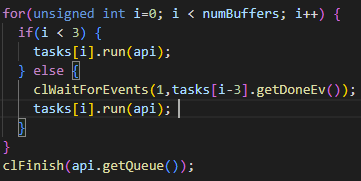 for(unsigned int i=0; i < numBuffers; i++) {
if(i < 3) {
tasks[i].run(api);
} else {
clWaitForEvents(1,tasks[i-3].getDoneEv());
tasks[i].run(api);
}
}
clFinish(api.getQueue());